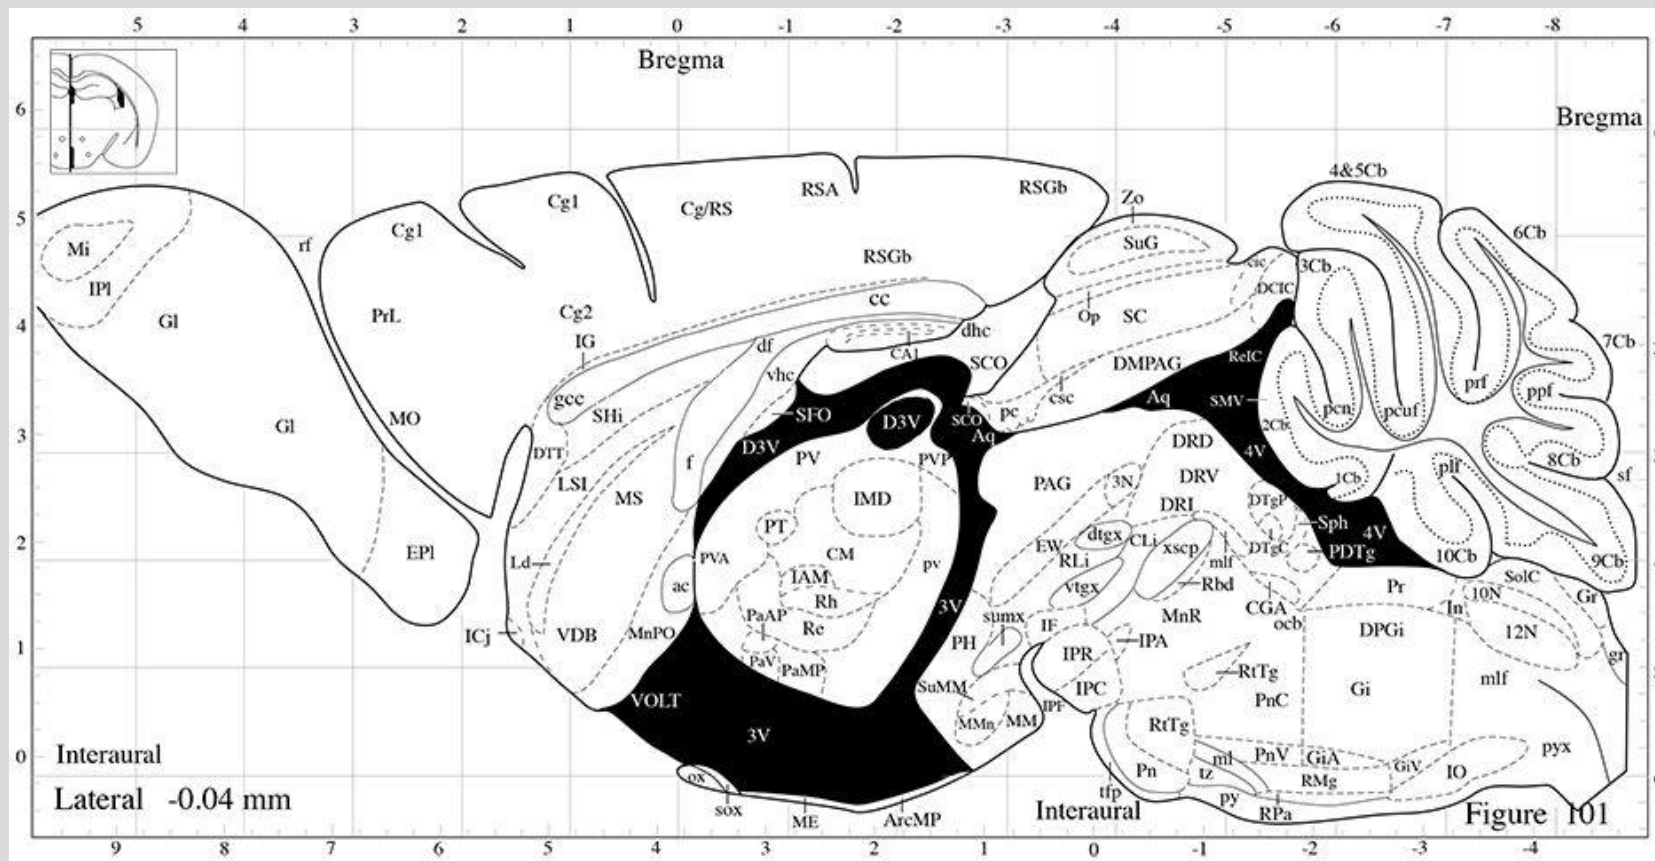 5 4 3 2 1 0 -1 -2 -3 -4 -5 -6 -7 -8
Bregma
6
Bregma
4&5Cb
RSA
RSGb
Zo
Cg1
Cg/RS
5
Cg1
6Cb
Mi
rf
SuG
RSGb
cic
3Cb
IPl
cc
DCIC
Gl
PrL
Cg2
Op
SC
4
IG
df
dhc
7Cb
CA1
SCO
DMPAG
ReIC
vhc
prf
ppf
gcc
csc
Aq
SMV
SHi
SFO
pc
pcn
pcuf
MO
D3V
SCO
2Cb
Gl
3
Aq
DRD
DTT
D3V
PV
PVP
4V
8Cb
f
plf
sf
LSI
MS
IMD
PAG
3N
DRV
1Cb
DRI
DTgP
PT
Sph
4V
2
EPl
dtgx
CLi
EW
xscp
DTgC
PDTg
10Cb
9Cb
Ld
PVA
CM
RLi
mlf
pv
ac
IAM
vtgx
Rbd
Pr
SolC
10N
Gr
Rh
3V
CGA
In
PaAP
sumx
MnR
ocb
ICj
VDB
MnPO
Re
IF
DPGi
12N
PH
IPA
1
PaV
PaMP
IPR
gr
RtTg
mlf
SuMM
IPC
Gi
VOLT
PnC
IPF
MMn
MM
RtTg
3V
0
Interaural
PnV
GiA
pyx
ml
GiV
IO
ox
Pn
tz
RMg
Lateral -0.04 mm
tfp
py
sox
ME
ArcMP
Interaural
RPa
Figure 101
9 8 7 6 5 4 3 2 1 0 -1 -2 -3 -4